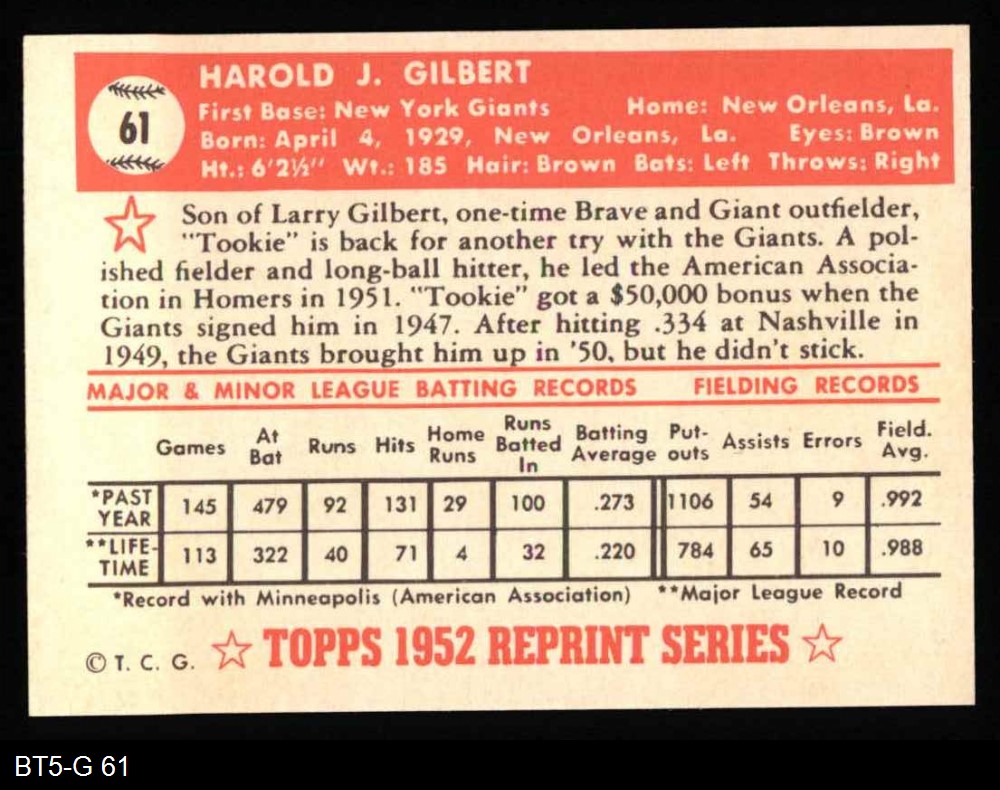 61
HAROLD J. GILBERT
First Base: New York Giants Home: New Orleans, La.
Born: April 4, 1929, New Orleans, La. Eyes: Brown
Ht.: 6'2½" Wt.: 185 Hair: Brown Bats: Left Throws: Right
Son of Larry Gilbert, one-time Brave and Giant outfielder,
"Tookie" is back for another try with the Giants. A pol-
ished fielder and long-ball hitter, he led the American Associa-
tion in Homers in 1951. "Tookie" got a $50,000 bonus when the
Giants signed him in 1947. After hitting .334 at Nashville in
1949, the Giants brought him up in '50, but he didn't stick.
MAJOR & MINOR LEAGUE BATTING RECORDS FIELDING RECORDS
Games At Bat Runs Hits Home Runs Runs Batted In Batting Average Put-outs Assists Errors Field. Avg.
*PAST YEAR 145 479 92 131 29 100 .273 1106 54 9 .992
**LIFE-TIME 113 322 40 71 4 32 .220 784 65 10 .988
*Record with Minneapolis (American Association) **Major League Record
© T. C. G. TOPPS 1952 REPRINT SERIES
BT5-G 61